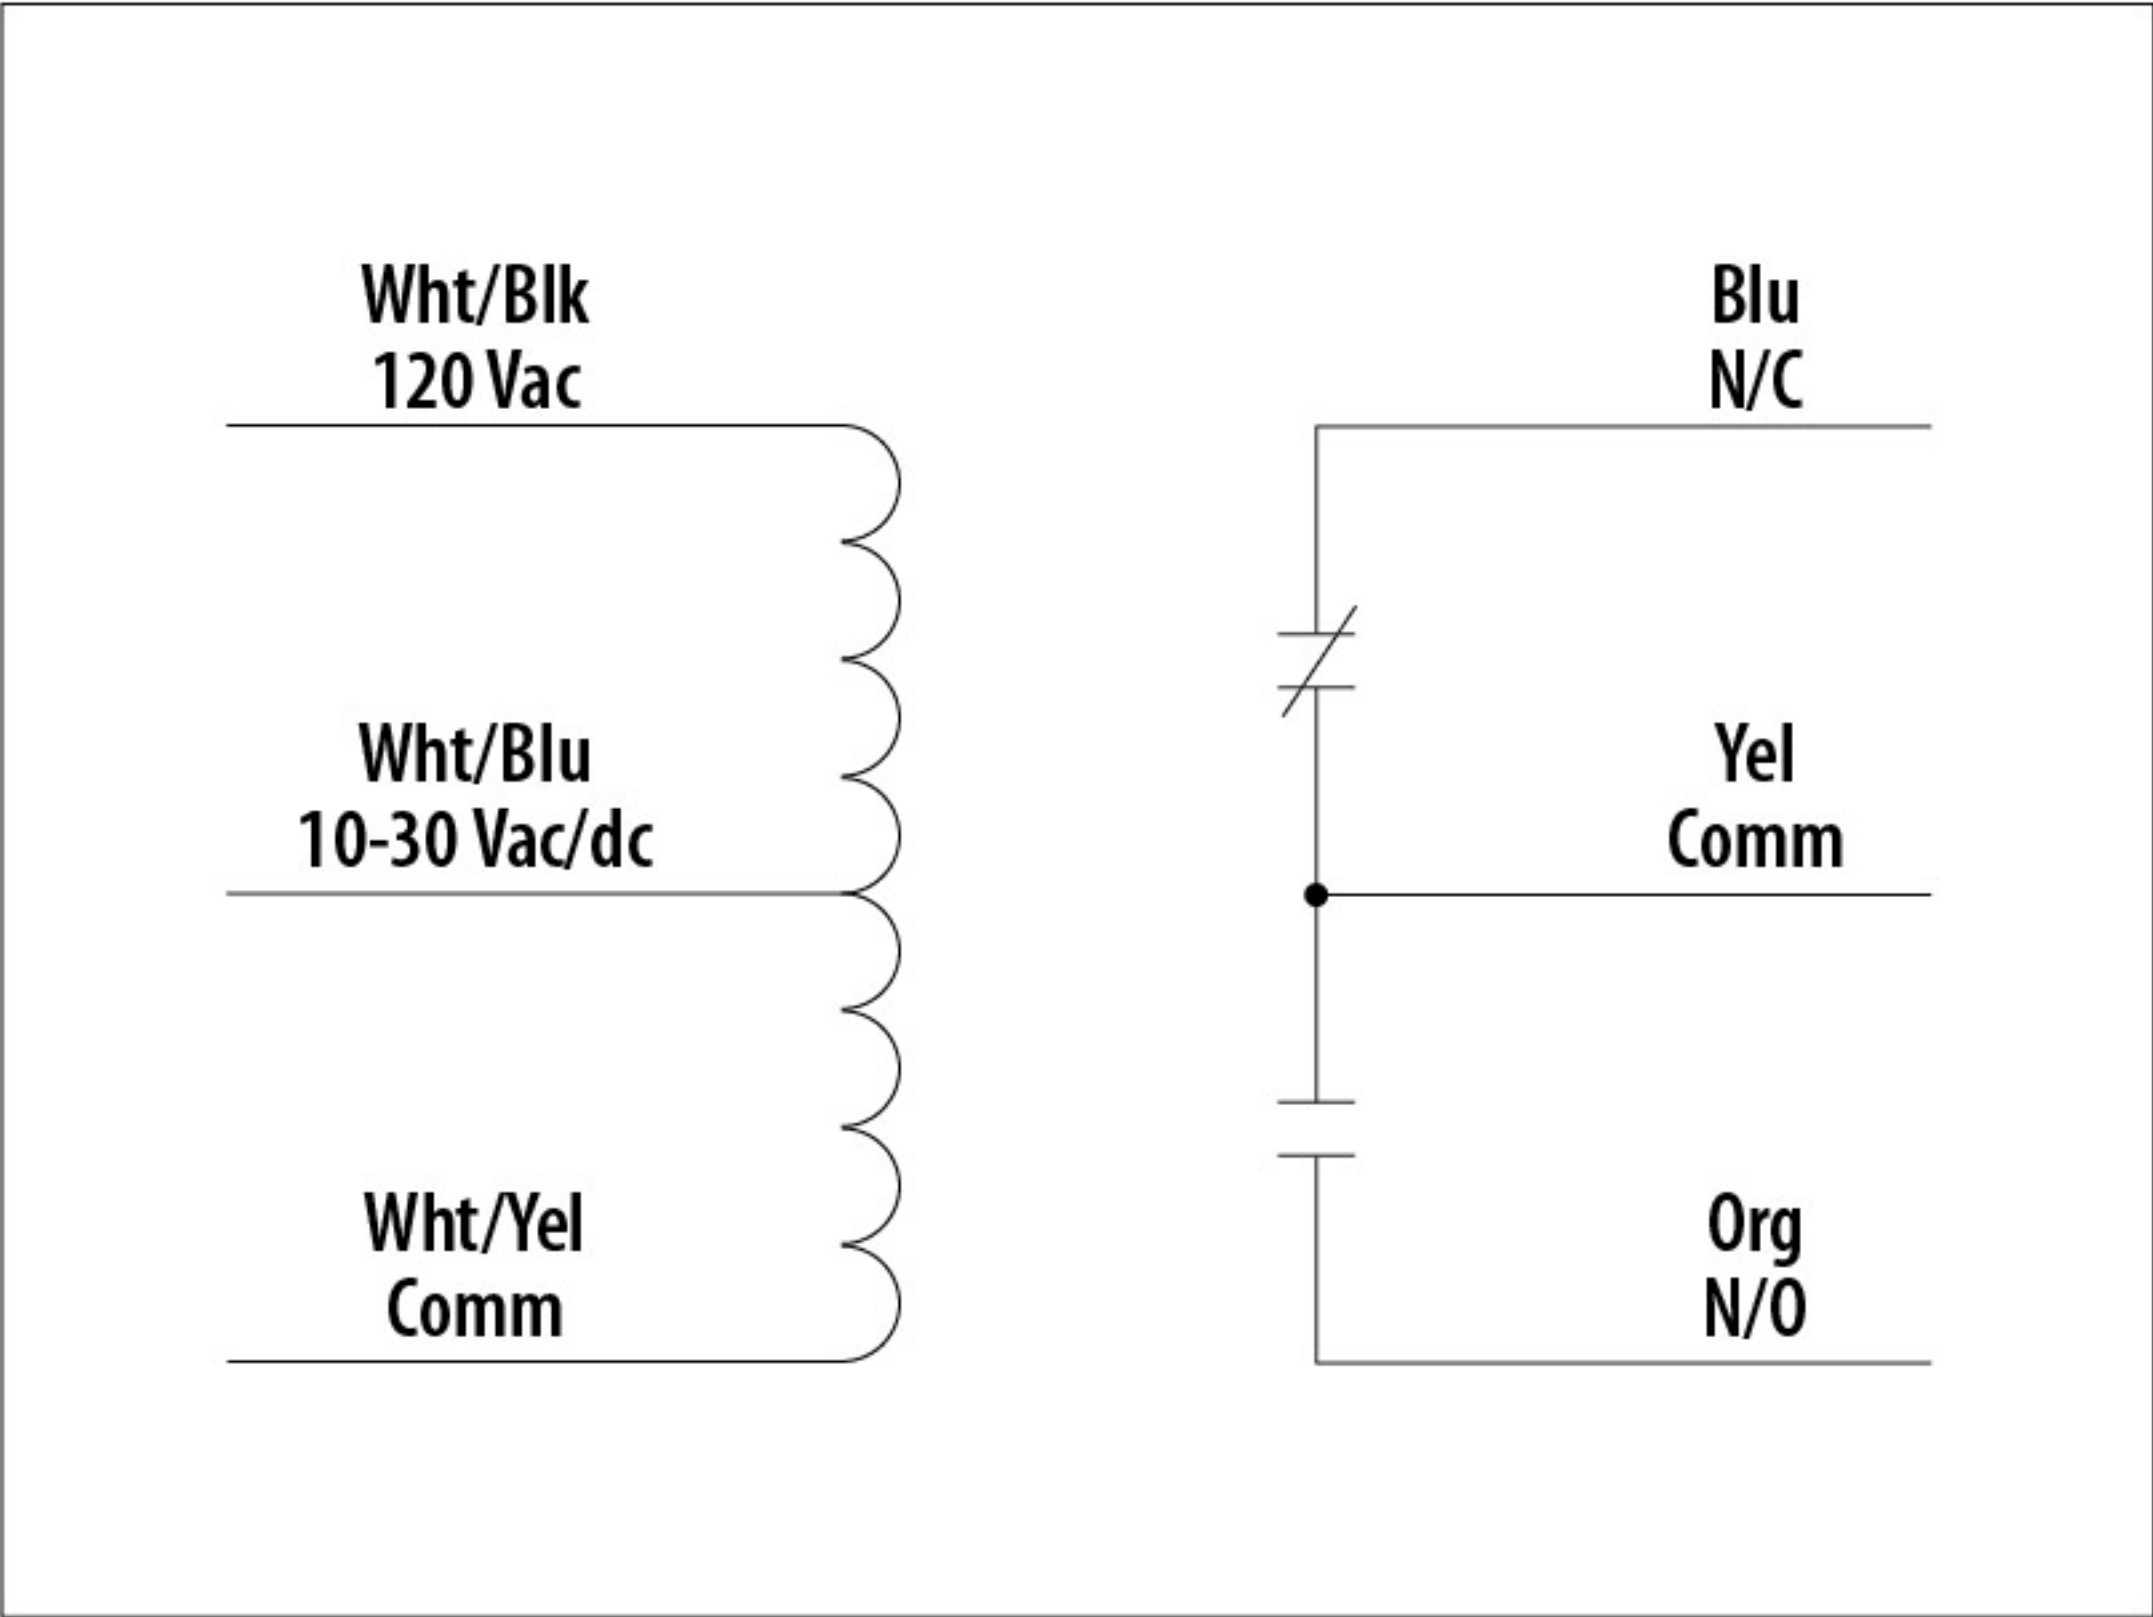 Wht/Blk
120 Vac
Blu
N/C
Wht/Blu
10-30 Vac/dc
Yel
Comm
Wht/Yel
Comm
Org
N/O